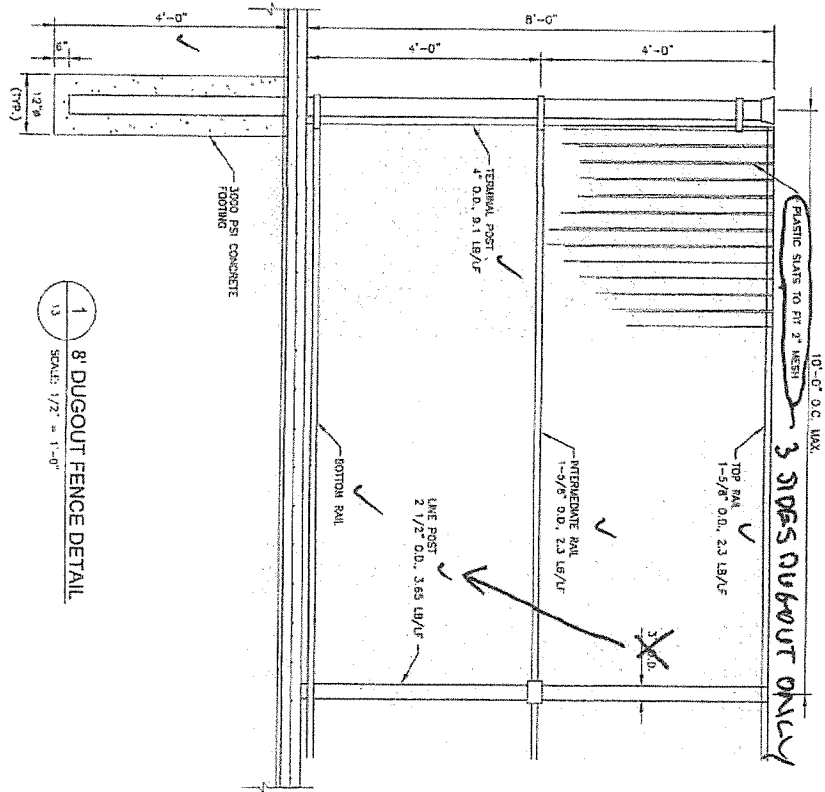 8'-0"
4'-0"
4'-0"
4'-0"
6"
12"ø
(TYP.)
10'-0" O.C. MAX.
PLASTIC SLATS TO FIT 2" MESH
3 SIDES DUGOUT ONLY
TOP RAIL
1-5/8" O.D., 2.3 LB/LF
INTERMEDIATE RAIL
1-5/8" O.D., 2.3 LB/LF
TERMINAL POST
4" O.D., 9.1 LB/LF
3" O.D.
LINE POST
2 1/2" O.D., 3.65 LB/LF
BOTTOM RAIL
3000 PSI CONCRETE
FOOTING
1
13
8' DUGOUT FENCE DETAIL
SCALE: 1/2" = 1'-0"